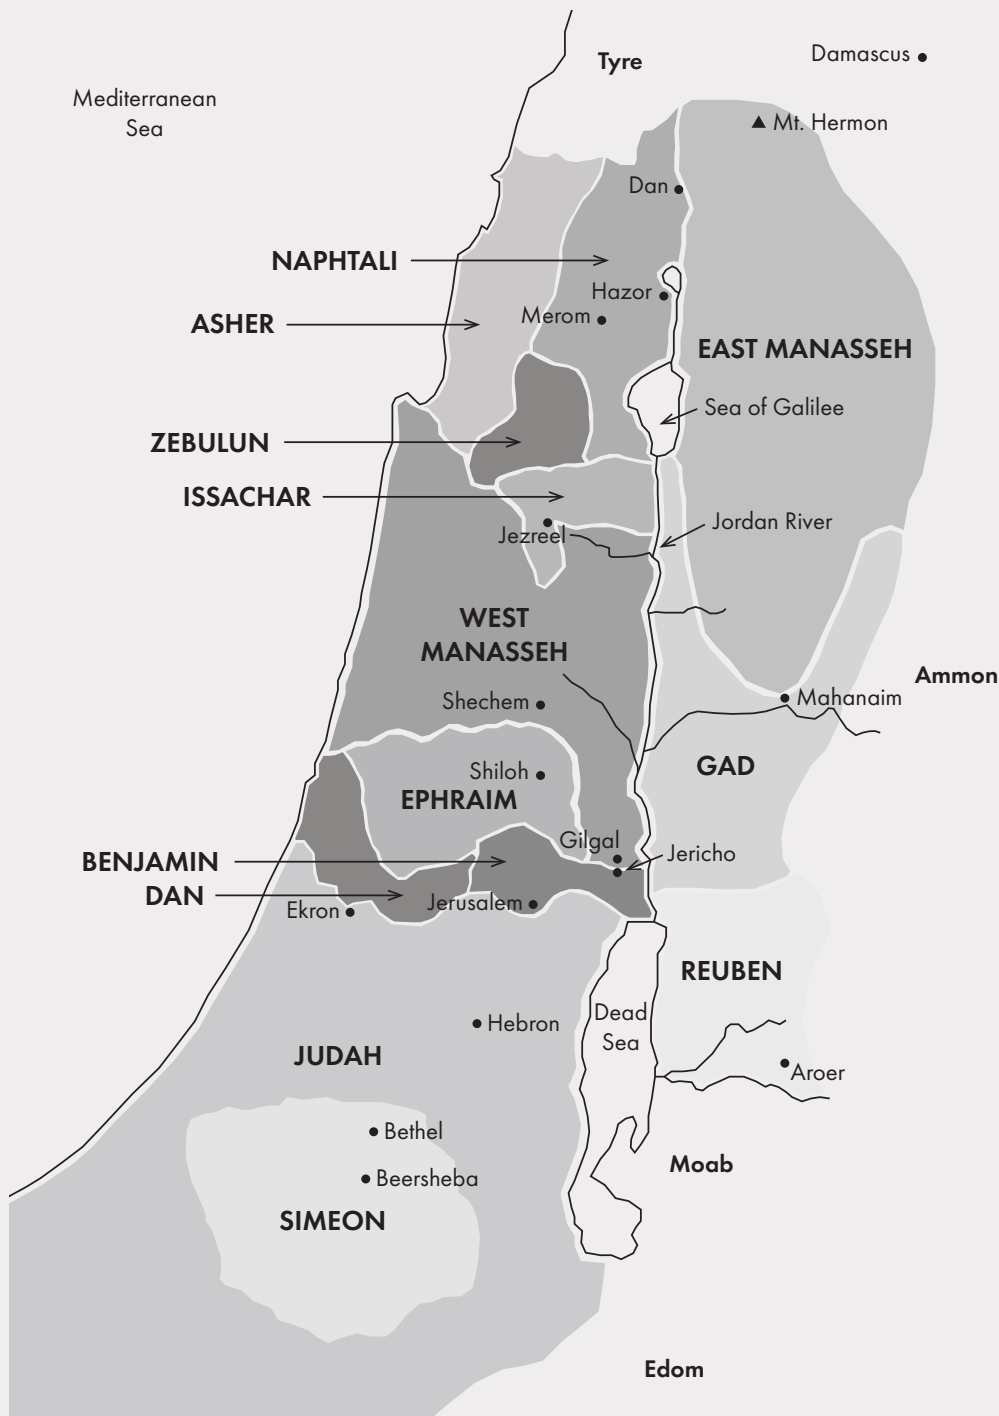 Tyre
Damascus
Mediterranean
Sea
Mt. Hermon
Dan
NAPHTALI
Hazor
Merom
ASHER
EAST MANASSEH
Sea of Galilee
ZEBULUN
ISSACHAR
Jordan River
Jezreel
WEST
MANASSEH
Ammon
Shechem
Mahanaim
GAD
Shiloh
EPHRAIM
Gilgal
Jericho
BENJAMIN
DAN
Ekron
Jerusalem
REUBEN
Dead
Sea
Hebron
JUDAH
Aroer
Bethel
Moab
Beersheba
SIMEON
Edom